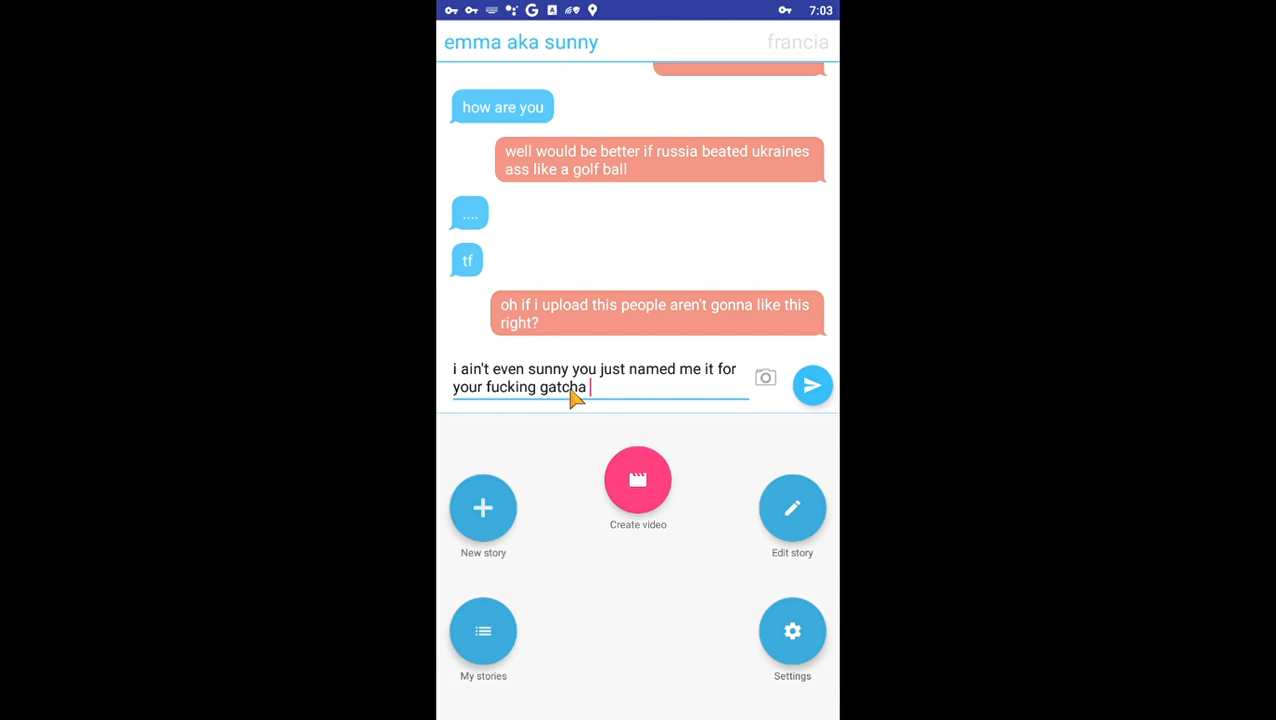 7:03
emma aka sunny
francia
how are you
well would be better if russia beated ukraines
ass like a golf ball
....
tf
oh if i upload this people aren't gonna like this
right?
i ain't even sunny you just named me it for
your fucking gatcha
Create video
New story
Edit story
My stories
Settings